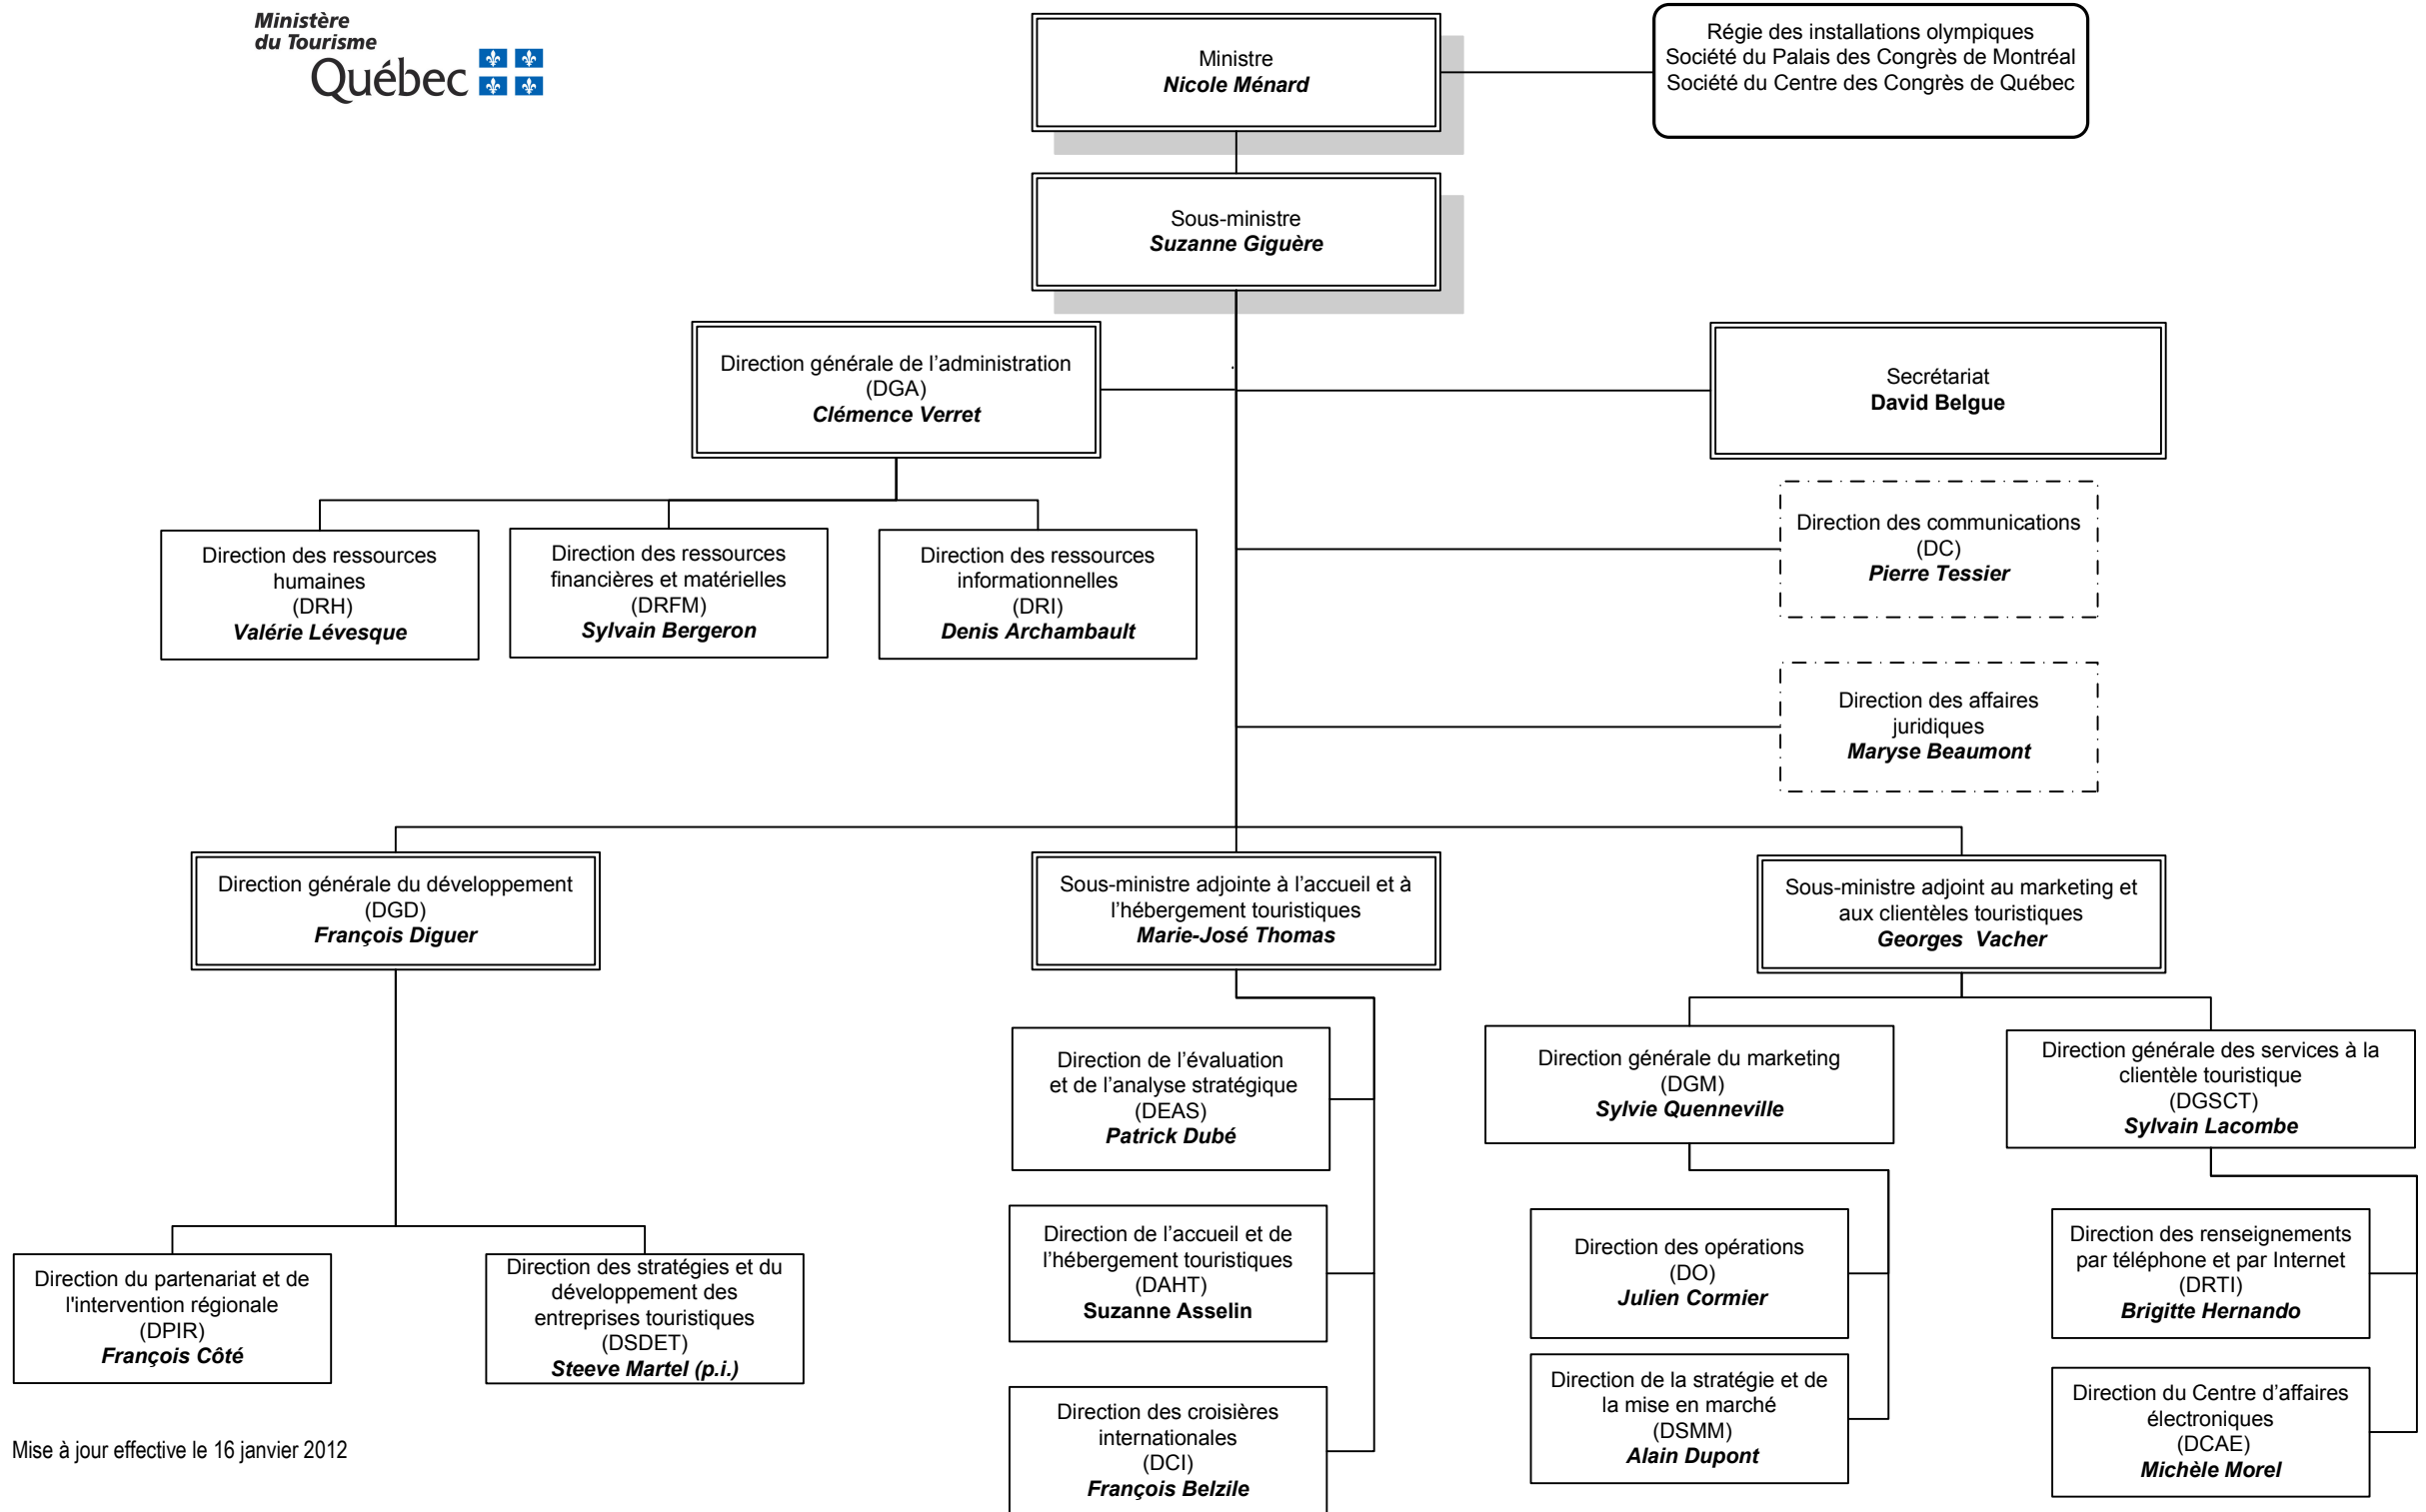 Ministère
du Tourisme
Québec
Ministre
Nicole Ménard
Régie des installations olympiques
Société du Palais des Congrès de Montréal
Société du Centre des Congrès de Québec
Sous-ministre
Suzanne Giguère
Direction générale de l’administration
(DGA)
Clémence Verret
Secrétariat
David Belgue
Direction des ressources
humaines
(DRH)
Valérie Lévesque
Direction des ressources
financières et matérielles
(DRFM)
Sylvain Bergeron
Direction des ressources
informationnelles
(DRI)
Denis Archambault
Direction des communications
(DC)
Pierre Tessier
Direction des affaires
juridiques
Maryse Beaumont
Direction générale du développement
(DGD)
François Diguer
Sous-ministre adjointe à l’accueil et à
l’hébergement touristiques
Marie-José Thomas
Sous-ministre adjoint au marketing et
aux clientèles touristiques
Georges  Vacher
Direction de l’évaluation
et de l’analyse stratégique
(DEAS)
Patrick Dubé
Direction générale du marketing
(DGM)
Sylvie Quenneville
Direction générale des services à la
clientèle touristique
(DGSCT)
Sylvain Lacombe
Direction du partenariat et de
l'intervention régionale
(DPIR)
François Côté
Direction des stratégies et du
développement des
entreprises touristiques
(DSDET)
Steeve Martel (p.i.)
Direction de l’accueil et de
l’hébergement touristiques
(DAHT)
Suzanne Asselin
Direction des opérations
(DO)
Julien Cormier
Direction des renseignements
par téléphone et par Internet
(DRTI)
Brigitte Hernando
Direction des croisières
internationales
(DCI)
François Belzile
Direction de la stratégie et de
la mise en marché
(DSMM)
Alain Dupont
Direction du Centre d’affaires
électroniques
(DCAE)
Michèle Morel
Mise à jour effective le 16 janvier 2012